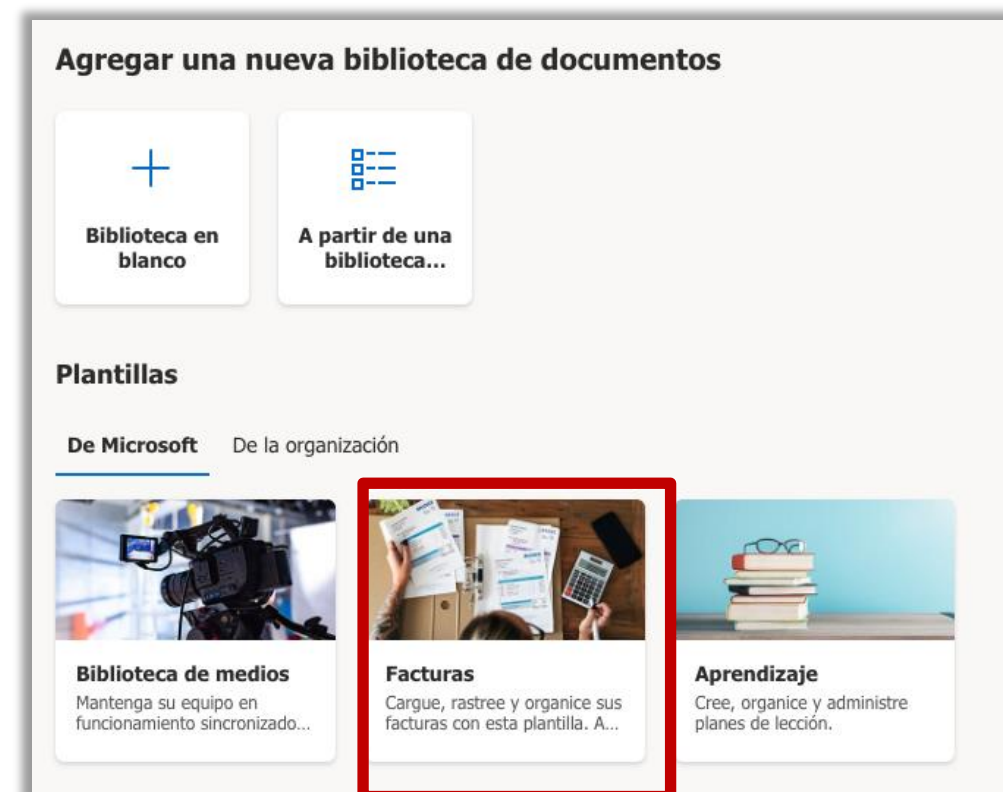 Agregar una nueva biblioteca de documentos
Biblioteca en
blanco
A partir de una
biblioteca...
Plantillas
De Microsoft
De la organización
Biblioteca de medios
Mantenga su equipo en
funcionamiento sincronizado...
Facturas
Cargue, rastree y organice sus
facturas con esta plantilla. A...
Aprendizaje
Cree, organice y administre
planes de lección.